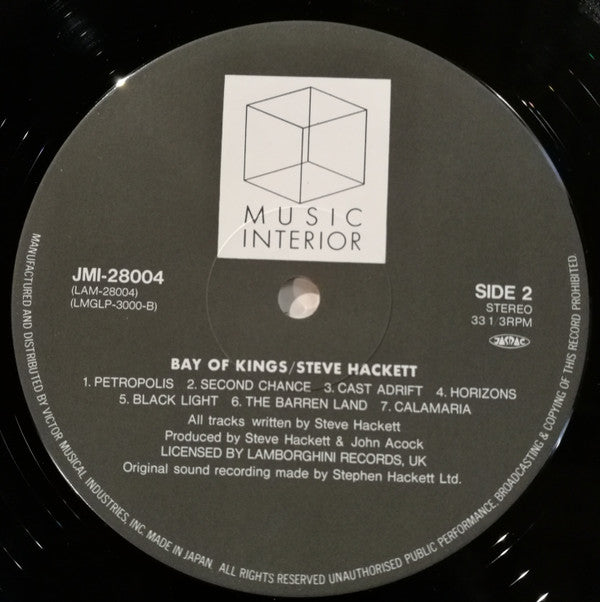 MUSIC
INTERIOR
JMI-28004
(LAM-28004)
(LMGLP-3000-B)
SIDE 2
STEREO
33 1 3RPM
JASRAC
BAY OF KINGS/STEVE HACKETT
1. PETROPOLIS 2. SECOND CHANCE 3. CAST ADRIFT 4. HORIZONS
5. BLACK LIGHT 6. THE BARREN LAND 7. CALAMARIA
All tracks written by Steve Hackett
Produced by Steve Hackett & John Acock
LICENSED BY LAMBORGHINI RECORDS, UK
Original sound recording made by Stephen Hackett Ltd.
MANUFACTURED AND DISTRIBUTED BY VICTOR MUSICAL INDUSTRIES, INC. MADE IN JAPAN. ALL RIGHTS RESERVED UNAUTHORISED PUBLIC PERFORMANCE, BROADCASTING & COPYING OF THIS RECORD PROHIBITED.